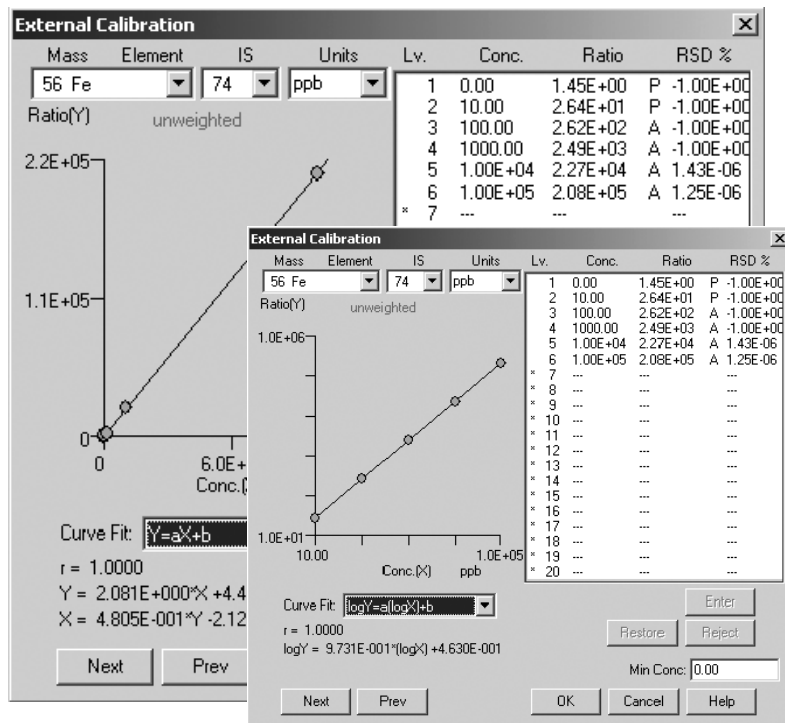 External Calibration
Mass Element IS Units Lv. Conc. Ratio RSD %
56 Fe 74 ppb
1 0.00 1.45E+00 P -1.00E+00
2 10.00 2.64E+01 P -1.00E+00
3 100.00 2.62E+02 A -1.00E+00
4 1000.00 2.49E+03 A -1.00E+00
5 1.00E+04 2.27E+04 A 1.43E-06
6 1.00E+05 2.08E+05 A 1.25E-06
* 7 --- --- ---
Ratio(Y) unweighted
2.2E+05
1.1E+05
0
0 6.0E+
Conc.(
Curve Fit: Y=aX+b
r = 1.0000
Y = 2.081E+000*X +4.4
X = 4.805E-001*Y -2.12
Next Prev
External Calibration
Mass Element IS Units Lv. Conc. Ratio RSD %
56 Fe 74 ppb
1 0.00 1.45E+00 P -1.00E+00
2 10.00 2.64E+01 P -1.00E+00
3 100.00 2.62E+02 A -1.00E+00
4 1000.00 2.49E+03 A -1.00E+00
5 1.00E+04 2.27E+04 A 1.43E-06
6 1.00E+05 2.08E+05 A 1.25E-06
* 7 --- --- ---
* 8 --- --- ---
* 9 --- --- ---
* 10 --- --- ---
* 11 --- --- ---
* 12 --- --- ---
* 13 --- --- ---
* 14 --- --- ---
* 15 --- --- ---
* 16 --- --- ---
* 17 --- --- ---
* 18 --- --- ---
* 19 --- --- ---
* 20 --- --- ---
Ratio(Y) unweighted
1.0E+06
1.0E+01
10.00 1.0E+05
Conc.(X) ppb
Curve Fit: logY=a(logX)+b
r = 1.0000
logY = 9.731E-001*(logX) +4.630E-001
Enter
Restore Reject
Min Conc: 0.00
Next Prev OK Cancel Help